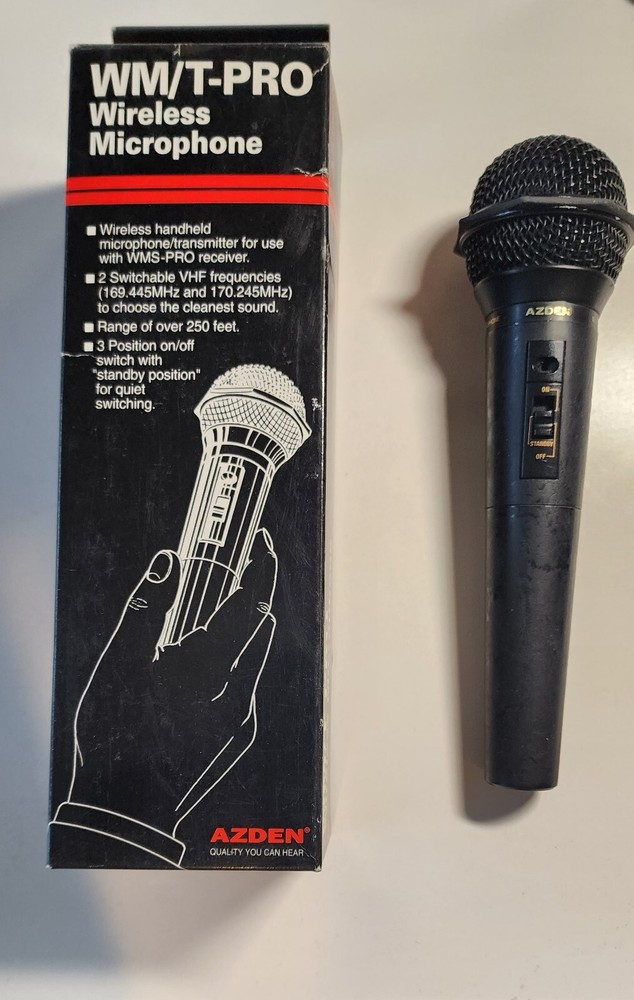 WM/T-PRO
Wireless
Microphone
■ Wireless handheld
microphone/transmitter for use
with WMS-PRO receiver.
■ 2 Switchable VHF frequencies
(169.445MHz and 170.245MHz)
to choose the cleanest sound.
■ Range of over 250 feet.
■ 3 Position on/off
switch with
"standby position"
for quiet
switching.
AZDEN®
QUALITY YOU CAN HEAR
AZDEN
ON
STANDBY
OFF